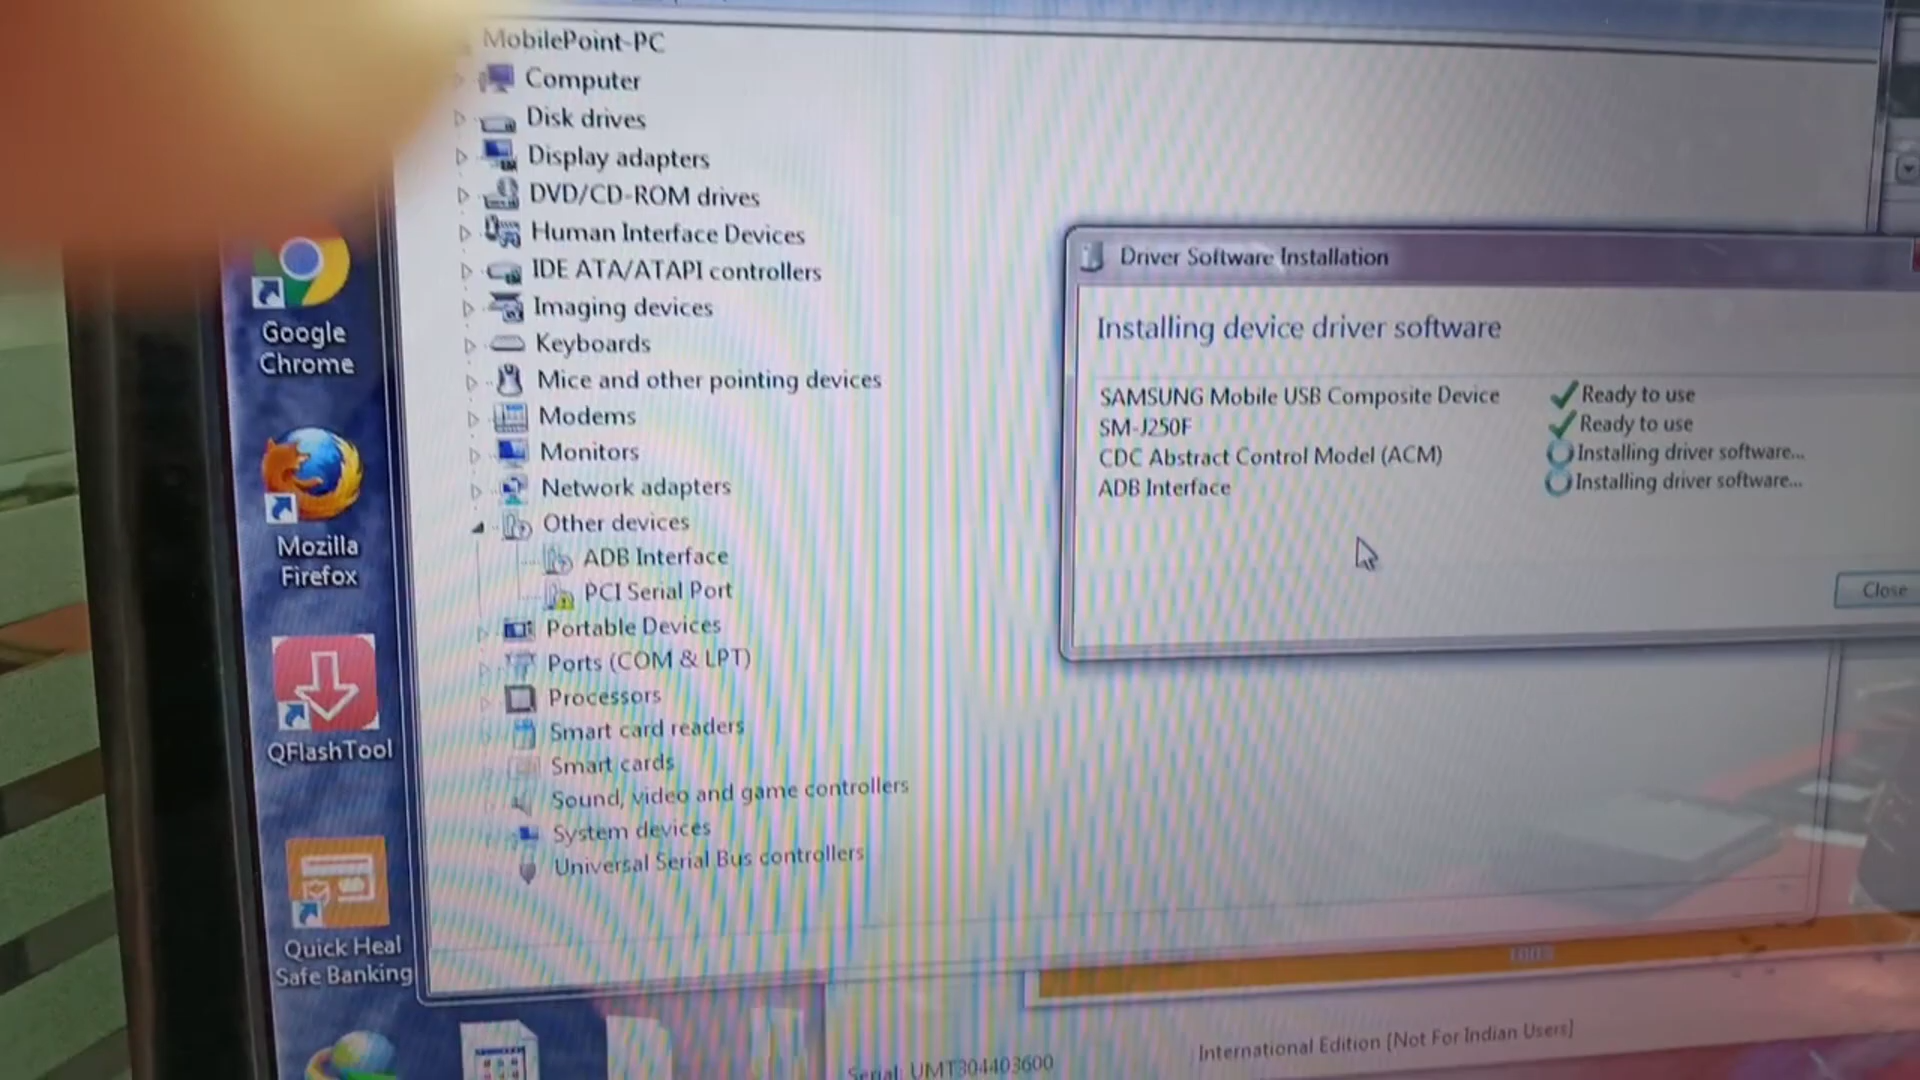 MobilePoint-PC
Computer
Disk drives
Display adapters
DVD/CD-ROM drives
Human Interface Devices
IDE ATA/ATAPI controllers
Imaging devices
Keyboards
Mice and other pointing devices
Modems
Monitors
Network adapters
Other devices
ADB Interface
PCI Serial Port
Portable Devices
Ports (COM & LPT)
Processors
Smart card readers
Smart cards
Sound, video and game controllers
System devices
Universal Serial Bus controllers
Google
Chrome
Mozilla
Firefox
QFlashTool
Quick Heal
Safe Banking
Driver Software Installation
Installing device driver software
SAMSUNG Mobile USB Composite Device Ready to use
SM-J250F Ready to use
CDC Abstract Control Model (ACM) Installing driver software...
ADB Interface Installing driver software...
Close
100%
International Edition [Not For Indian Users]
Serial: UMT304403600